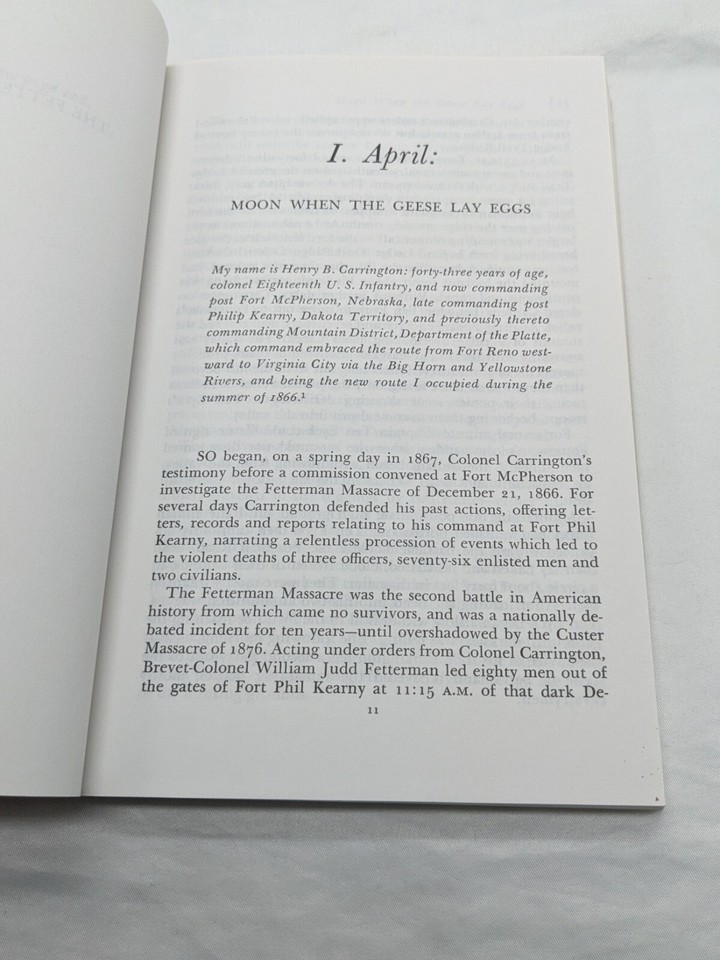 I. April:
MOON WHEN THE GEESE LAY EGGS
My name is Henry B. Carrington: forty-three years of age,
colonel Eighteenth U. S. Infantry, and now commanding
post Fort McPherson, Nebraska, late commanding post
Philip Kearny, Dakota Territory, and previously thereto
commanding Mountain District, Department of the Platte,
which command embraced the route from Fort Reno west-
ward to Virginia City via the Big Horn and Yellowstone
Rivers, and being the new route I occupied during the
summer of 1866.¹
SO began, on a spring day in 1867, Colonel Carrington's
testimony before a commission convened at Fort McPherson to
investigate the Fetterman Massacre of December 21, 1866. For
several days Carrington defended his past actions, offering let-
ters, records and reports relating to his command at Fort Phil
Kearny, narrating a relentless procession of events which led to
the violent deaths of three officers, seventy-six enlisted men and
two civilians.
The Fetterman Massacre was the second battle in American
history from which came no survivors, and was a nationally de-
bated incident for ten years—until overshadowed by the Custer
Massacre of 1876. Acting under orders from Colonel Carrington,
Brevet-Colonel William Judd Fetterman led eighty men out of
the gates of Fort Phil Kearny at 11:15 A.M. of that dark De-
11